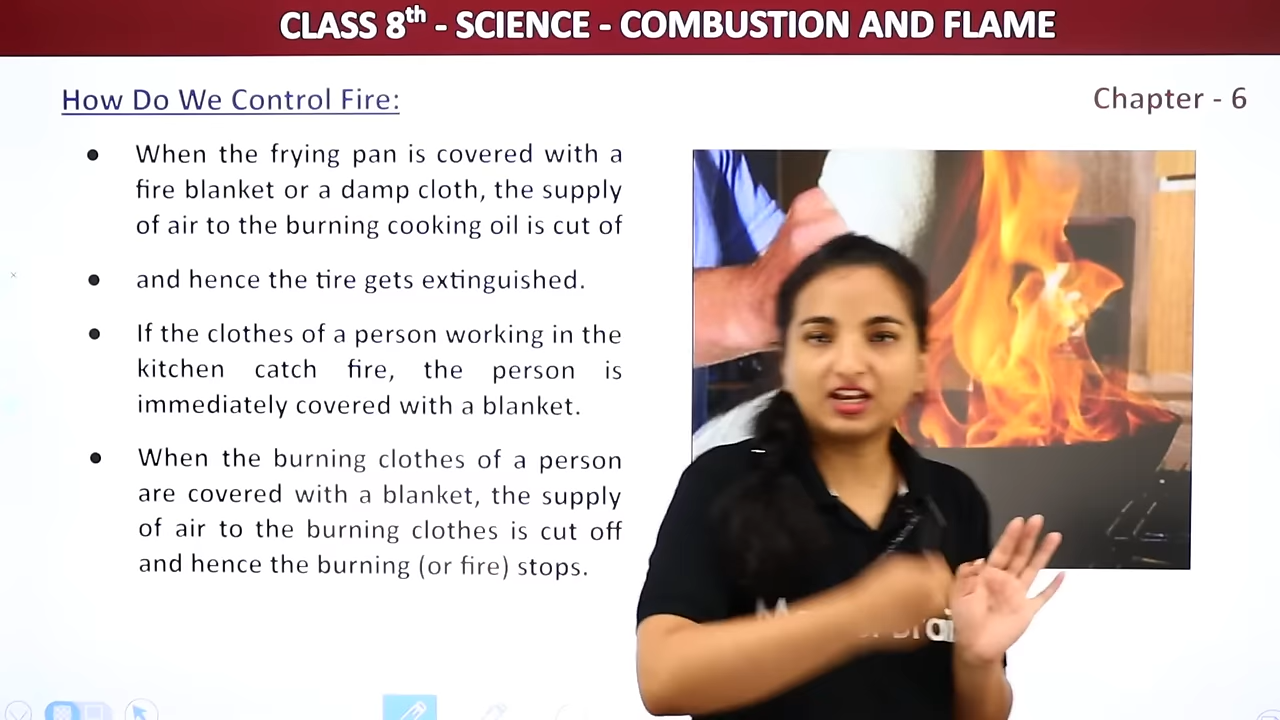 CLASS 8th - SCIENCE - COMBUSTION AND FLAME
How Do We Control Fire:
Chapter - 6
● When the frying pan is covered with a
fire blanket or a damp cloth, the supply
of air to the burning cooking oil is cut of
● and hence the tire gets extinguished.
● If the clothes of a person working in the
kitchen catch fire, the person is
immediately covered with a blanket.
● When the burning clothes of a person
are covered with a blanket, the supply
of air to the burning clothes is cut off
and hence the burning (or fire) stops.